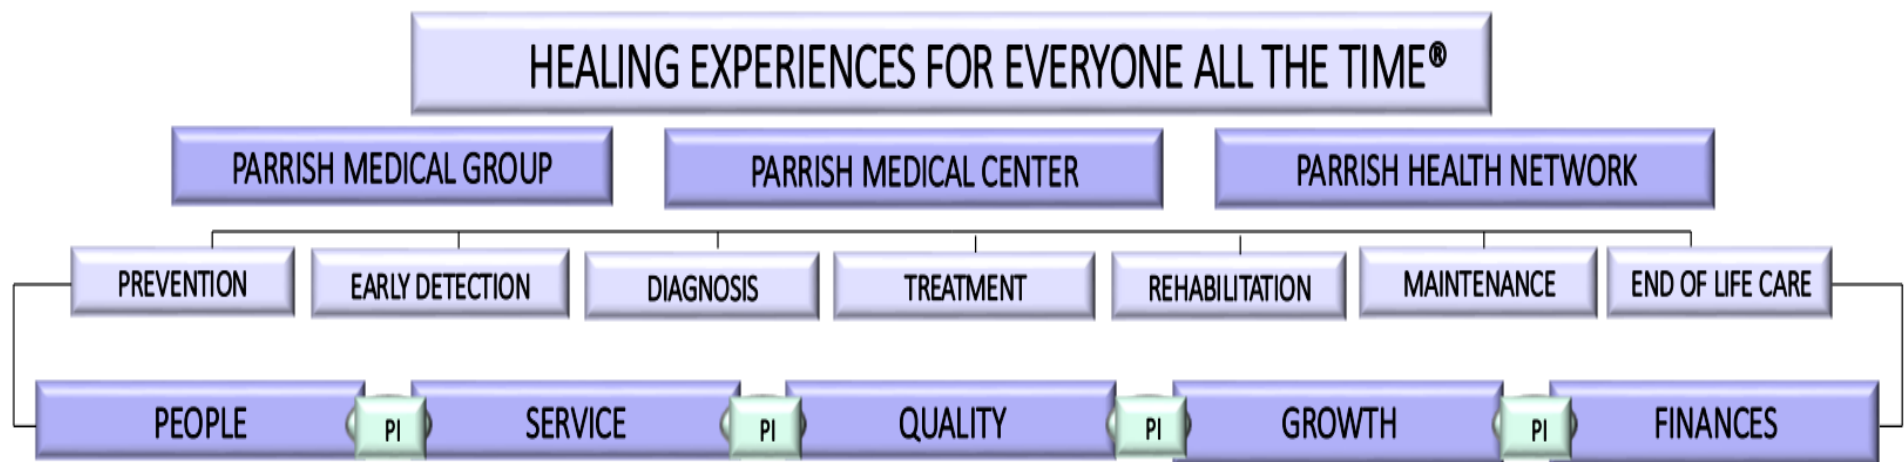 HEALING EXPERIENCES FOR EVERYONE ALL THE TIME®
PARRISH MEDICAL GROUP
PARRISH MEDICAL CENTER
PARRISH HEALTH NETWORK
PREVENTION
EARLY DETECTION
DIAGNOSIS
TREATMENT
REHABILITATION
MAINTENANCE
END OF LIFE CARE
PEOPLE
PI
SERVICE
PI
QUALITY
PI
GROWTH
PI
FINANCES